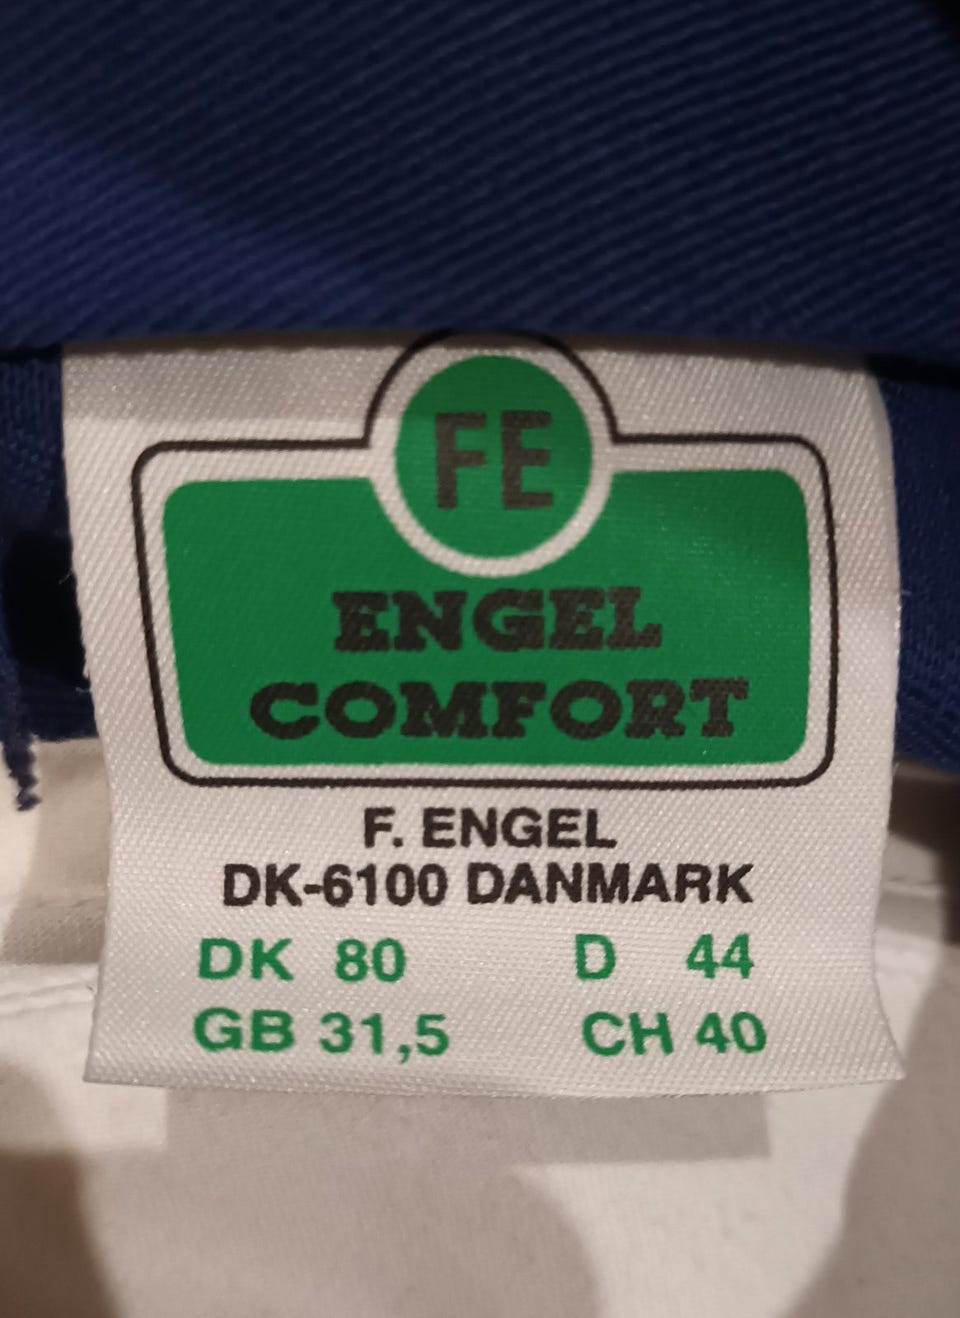 FE
ENGEL
COMFORT
F. ENGEL
DK-6100 DANMARK
DK 80 D 44
GB 31,5 CH 40